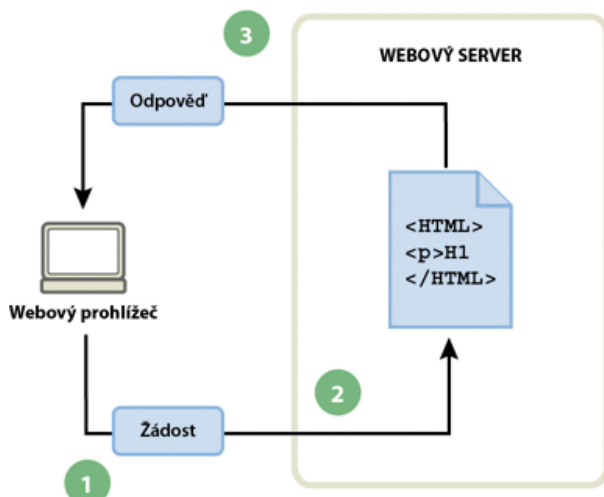 3
WEBOVÝ SERVER
Odpověď
<HTML>
<p>H1
</HTML>
Webový prohlížeč
2
Žádost
1